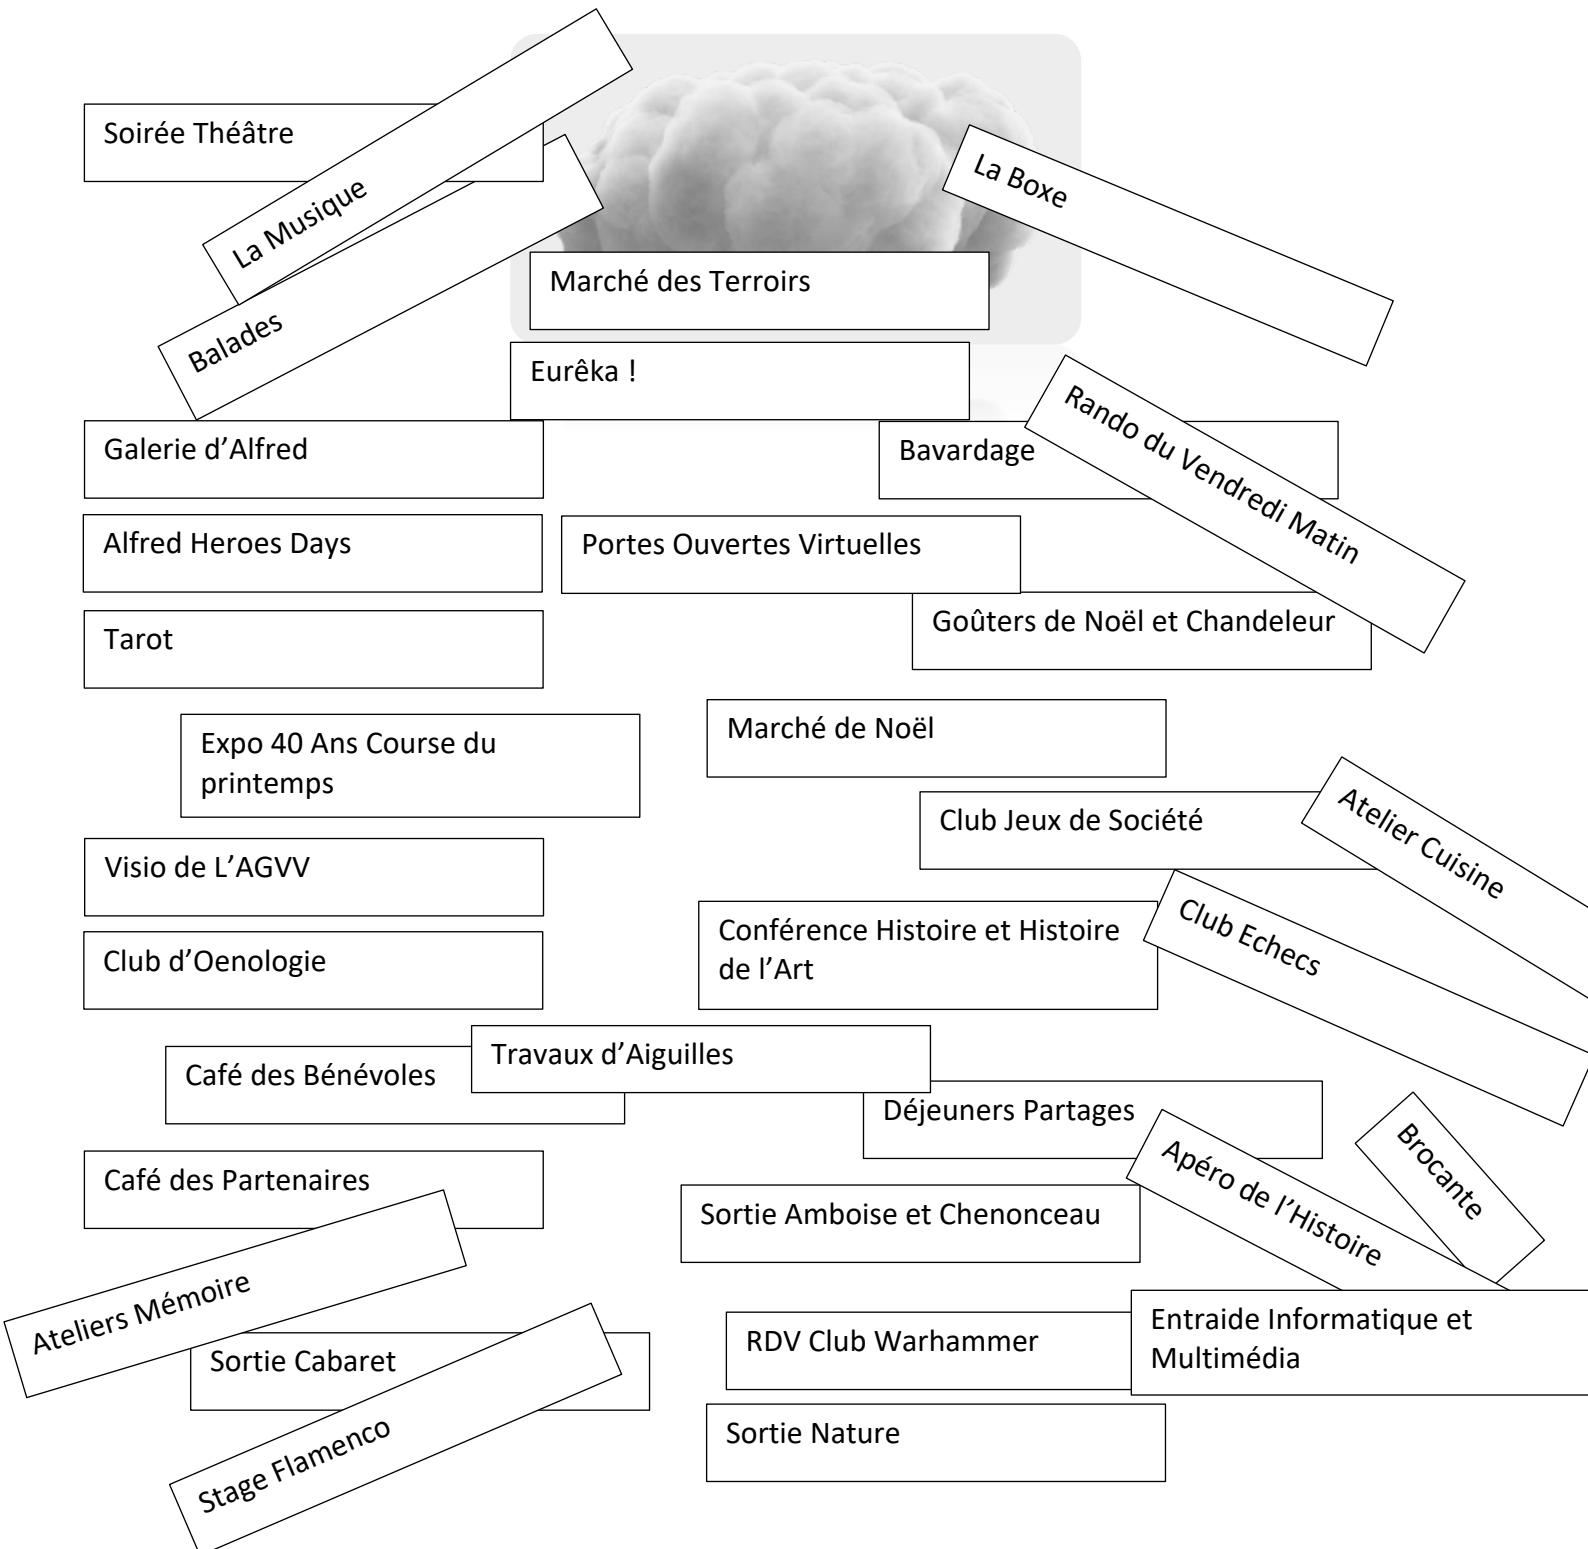 Soirée Théâtre
La Musique
La Boxe
Balades
Marché des Terroirs
Eurêka !
Galerie d’Alfred
Bavardage
Rando du Vendredi Matin
Alfred Heroes Days
Portes Ouvertes Virtuelles
Goûters de Noël et Chandeleur
Tarot
Expo 40 Ans Course du
printemps
Marché de Noël
Club Jeux de Société
Atelier Cuisine
Visio de L’AGVV
Club d’Oenologie
Conférence Histoire et Histoire
de l’Art
Club Echecs
Travaux d’Aiguilles
Café des Bénévoles
Déjeuners Partages
Brocante
Café des Partenaires
Apéro de l’Histoire
Sortie Amboise et Chenonceau
Ateliers Mémoire
Sortie Cabaret
RDV Club Warhammer
Entraide Informatique et
Multimédia
Stage Flamenco
Sortie Nature